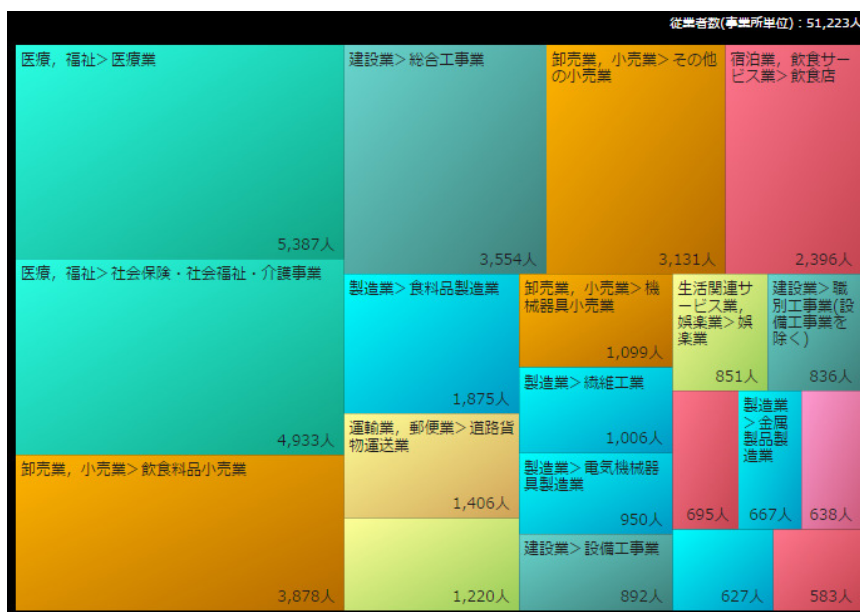 従業者数(事業所単位)：51,223人
医療，福祉＞医療業
5,387人
医療，福祉＞社会保険・社会福祉・介護事業
4,933人
卸売業，小売業＞飲食料品小売業
3,878人
建設業＞総合工事業
3,554人
卸売業，小売業＞その他
の小売業
3,131人
宿泊業，飲食サー
ビス業＞飲食店
2,396人
製造業＞食料品製造業
1,875人
運輸業，郵便業＞道路貨
物運送業
1,406人
1,220人
卸売業，小売業＞機
械器具小売業
1,099人
製造業＞繊維工業
1,006人
製造業＞電気機械器
具製造業
950人
建設業＞設備工事業
892人
生活関連サ
ービス業，
娯楽業＞娯
楽業
851人
建設業＞職
別工事業(設
備工事業を
除く)
836人
695人
製造業
＞金属
製品製
造業
667人
638人
627人
583人